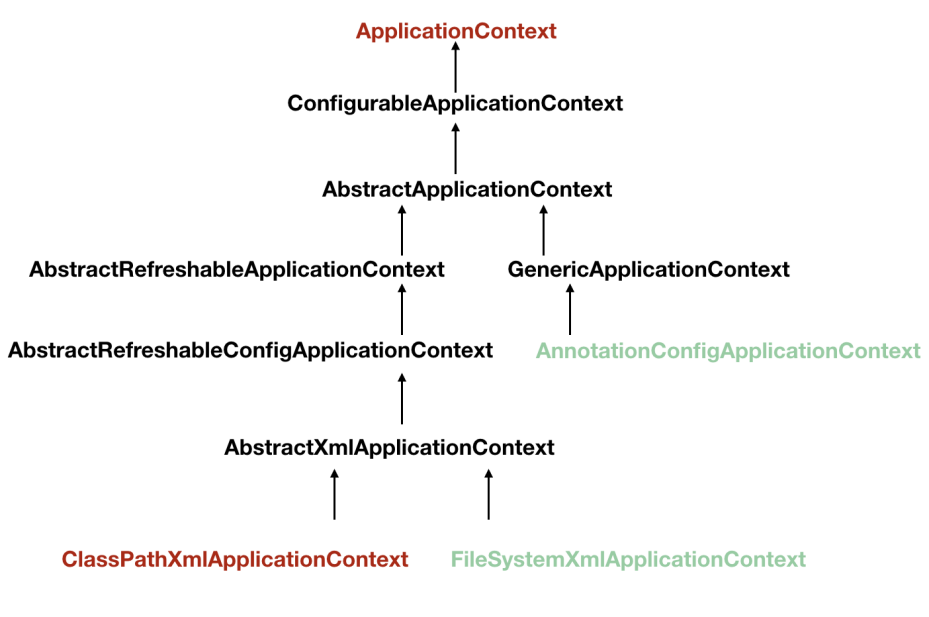 ApplicationContext
ConfigurableApplicationContext
AbstractApplicationContext
AbstractRefreshableApplicationContext
GenericApplicationContext
AbstractRefreshableConfigApplicationContext
AnnotationConfigApplicationContext
AbstractXmlApplicationContext
ClassPathXmlApplicationContext
FileSystemXmlApplicationContext